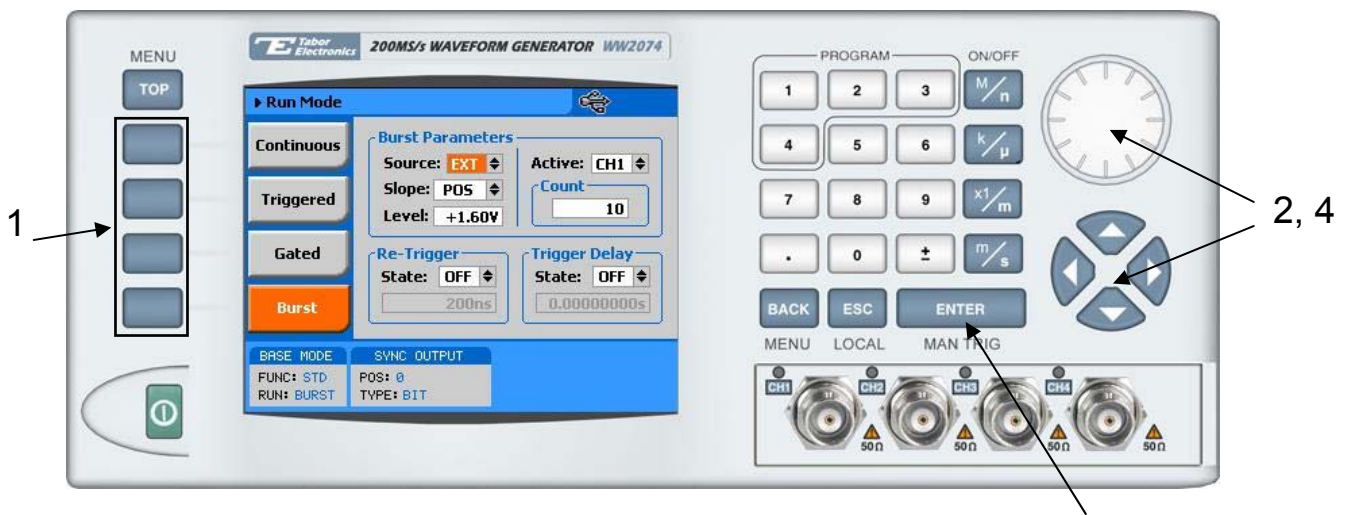 MENU
TOP
1
Tabor Electronics 200MS/s WAVEFORM GENERATOR WW2074
Run Mode
Continuous
Triggered
Gated
Burst
Burst Parameters
Source: EXT
Slope: POS
Level: +1.60V
Active: CH1
Count
10
Re-Trigger
State: OFF
200ns
Trigger Delay
State: OFF
0.00000000s
BASE MODE
FUNC: STD
RUN: BURST
SYNC OUTPUT
POS: 0
TYPE: BIT
PROGRAM ON/OFF
1 2 3 M/n
4 5 6 k/µ
7 8 9 x1/m
. 0 ± m/s
BACK ESC ENTER
MENU LOCAL MAN TRIG
2, 4
CH1 CH2 CH3 CH4
50Ω 50Ω 50Ω 50Ω